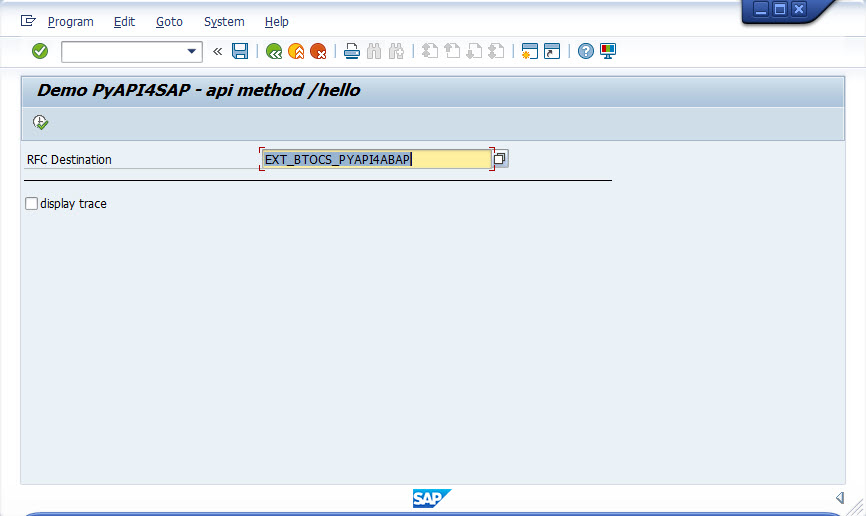 Program Edit Goto System Help
Demo PyAPI4SAP - api method /hello
RFC Destination EXT_BTOCS_PYAPI4ABAP
display trace
SAP